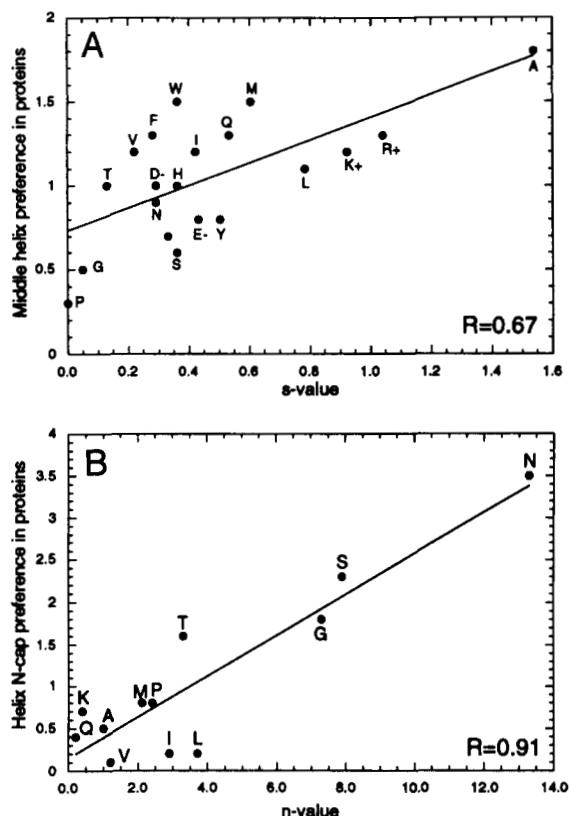 A
Middle helix preference in proteins
2
1.5
1
0.5
0
W
M
F
Q
V
I
T
D-
H
N
E-
Y
S
G
P
L
K+
R+
A
R=0.67
0.0 0.2 0.4 0.6 0.8 1.0 1.2 1.4 1.6
s-value
B
Helix N-cap preference in proteins
4
3.5
3
2.5
2
1.5
1
0.5
0
N
S
G
T
M P
K
Q A
V
I
L
R=0.91
0.0 2.0 4.0 6.0 8.0 10.0 12.0 14.0
n-value